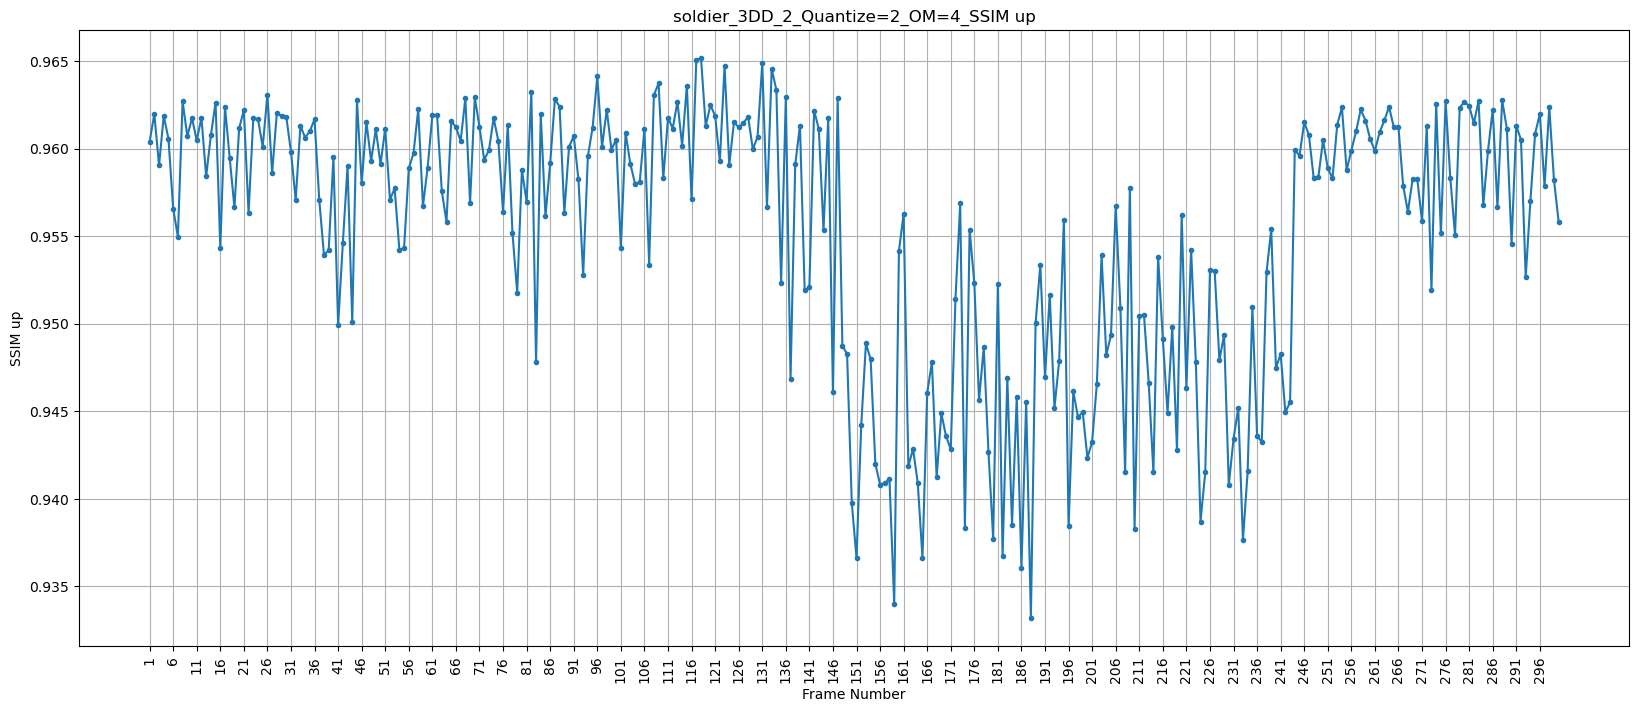 soldier_3DD_2_Quantize=2_OM=4_SSIM up
SSIM up
0.965
0.960
0.955
0.950
0.945
0.940
0.935
1 6 11 16 21 26 31 36 41 46 51 56 61 66 71 76 81 86 91 96 101 106 111 116 121 126 131 136 141 146 151 156 161 166 171 176 181 186 191 196 201 206 211 216 221 226 231 236 241 246 251 256 261 266 271 276 281 286 291 296
Frame Number